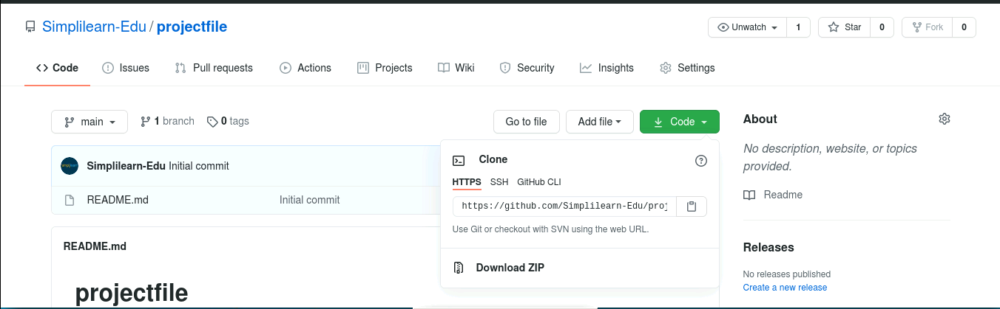 Simplilearn-Edu / projectfile
Unwatch 1 Star 0 Fork 0
Code Issues Pull requests Actions Projects Wiki Security Insights Settings
main 1 branch 0 tags Go to file Add file Code
Simplilearn-Edu Initial commit
README.md Initial commit
README.md
projectfile
Clone
HTTPS SSH GitHub CLI
https://github.com/Simplilearn-Edu/proj
Use Git or checkout with SVN using the web URL.
Download ZIP
About
No description, website, or topics
provided.
Readme
Releases
No releases published
Create a new release